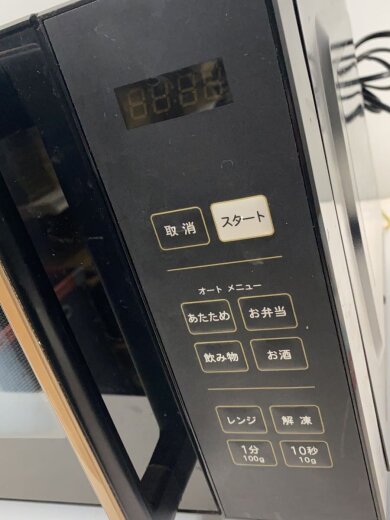 取消 スタート
オート メニュー
あたため お弁当
飲み物 お酒
レンジ 解凍
1分 10秒
100g 10g